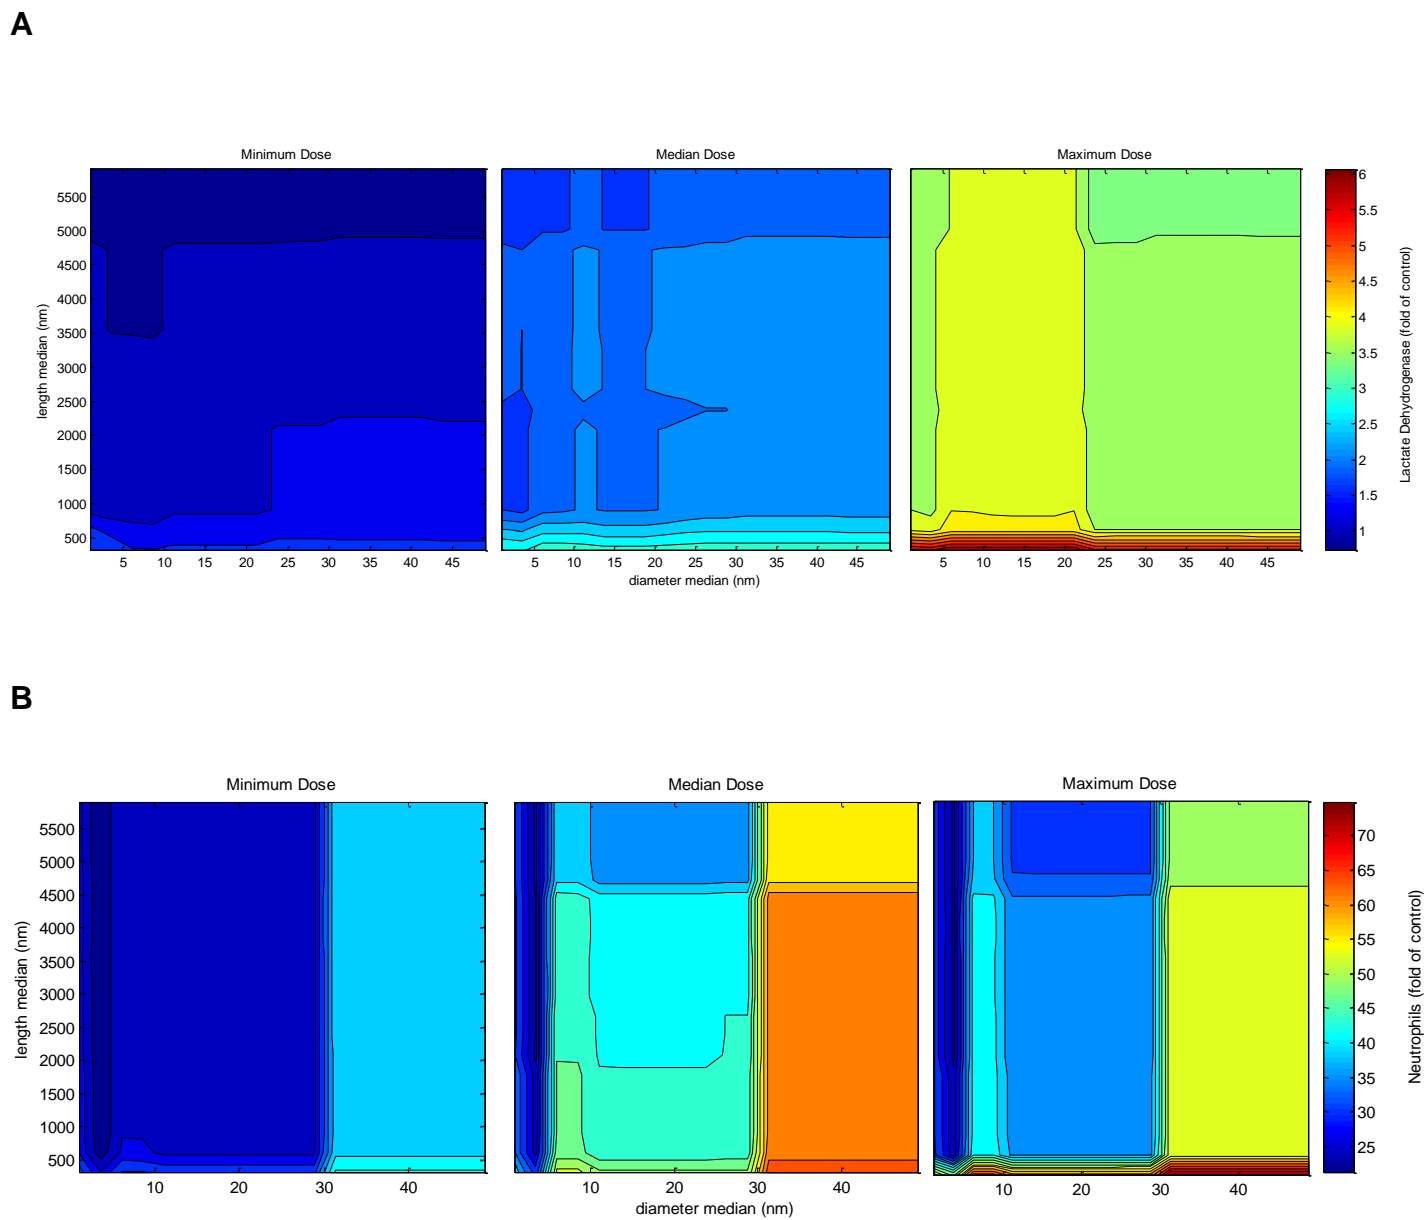 A
Minimum Dose
Median Dose
Maximum Dose
length median (nm)
5500
5000
4500
4000
3500
3000
2500
2000
1500
1000
500
5 10 15 20 25 30 35 40 45
5 10 15 20 25 30 35 40 45
5 10 15 20 25 30 35 40 45
diameter median (nm)
6
5.5
5
4.5
4
3.5
3
2.5
2
1.5
1
Lactate Dehydrogenase (fold of control)
B
Minimum Dose
Median Dose
Maximum Dose
length median (nm)
5500
5000
4500
4000
3500
3000
2500
2000
1500
1000
500
10 20 30 40
10 20 30 40
10 20 30 40
diameter median (nm)
70
65
60
55
50
45
40
35
30
25
Neutrophils (fold of control)